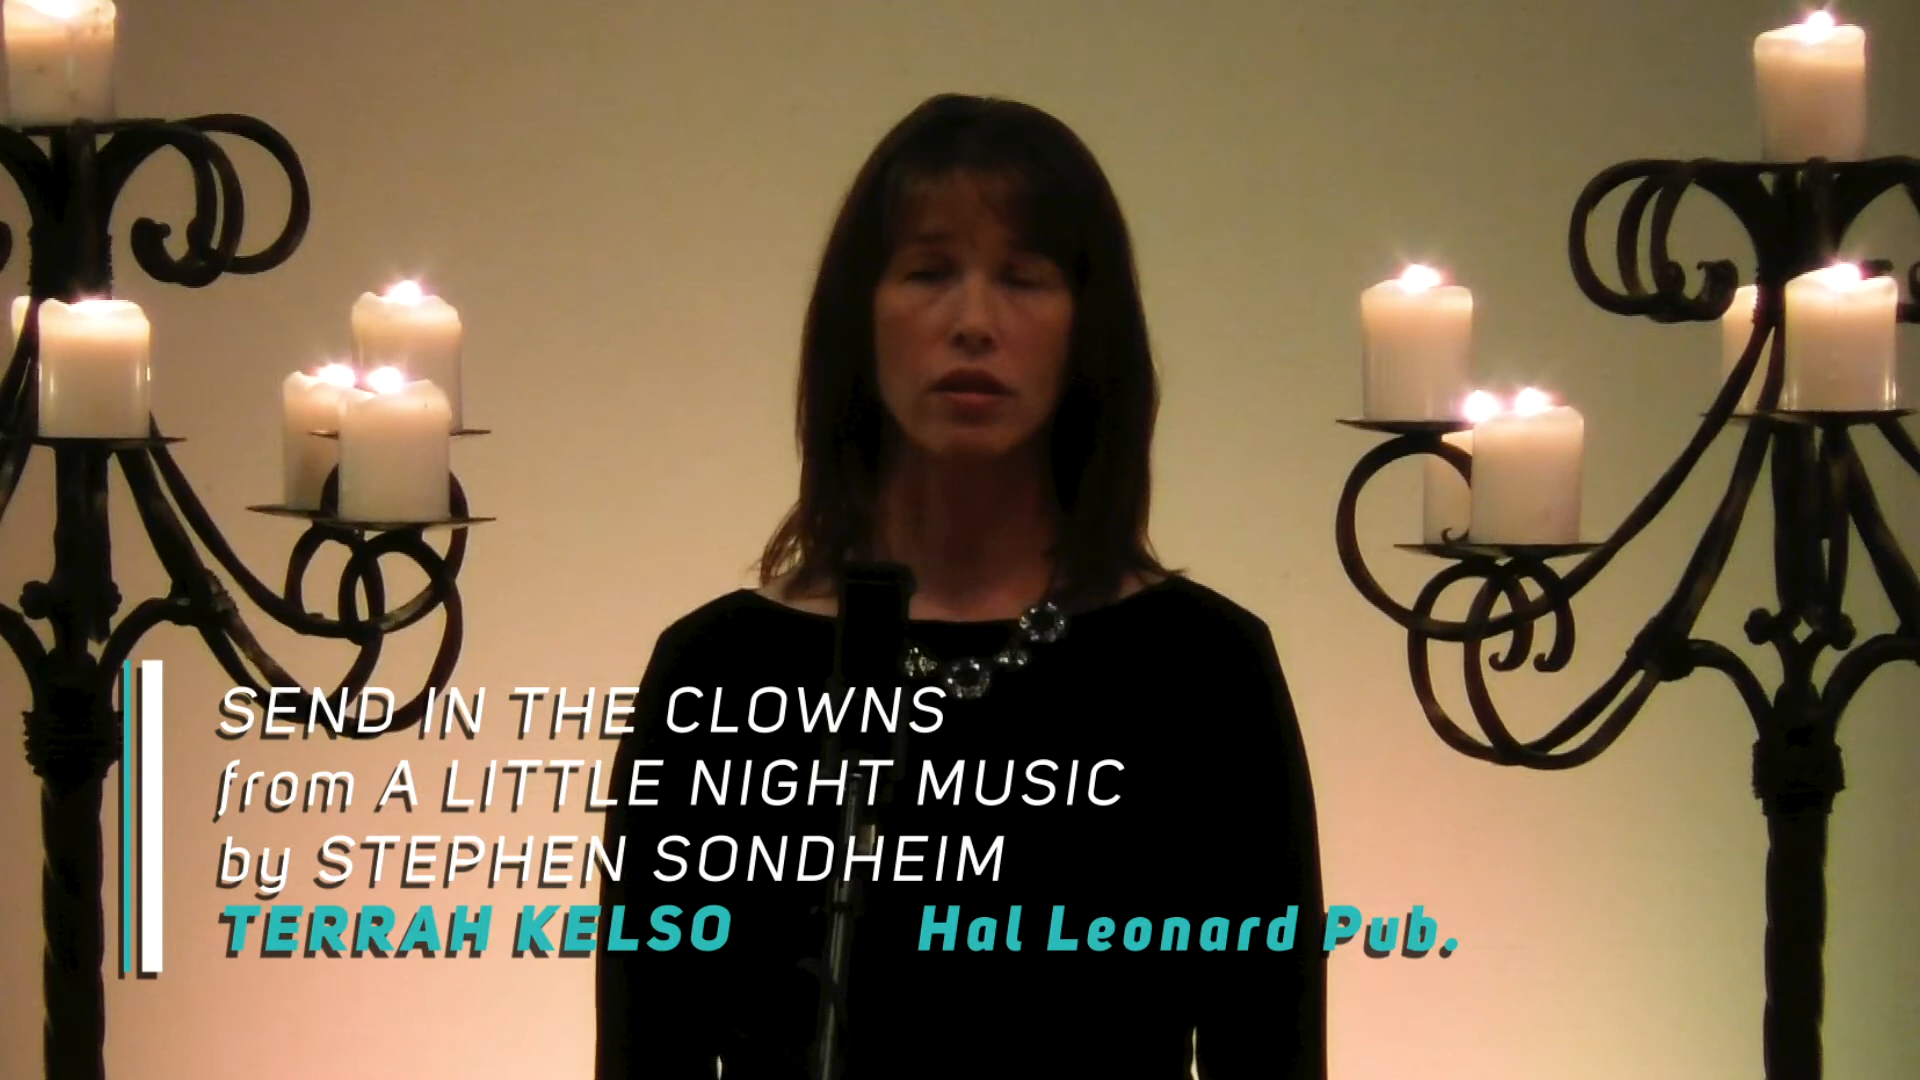 SEND IN THE CLOWNS
from A LITTLE NIGHT MUSIC
by STEPHEN SONDHEIM
TERRAH KELSO Hal Leonard Pub.